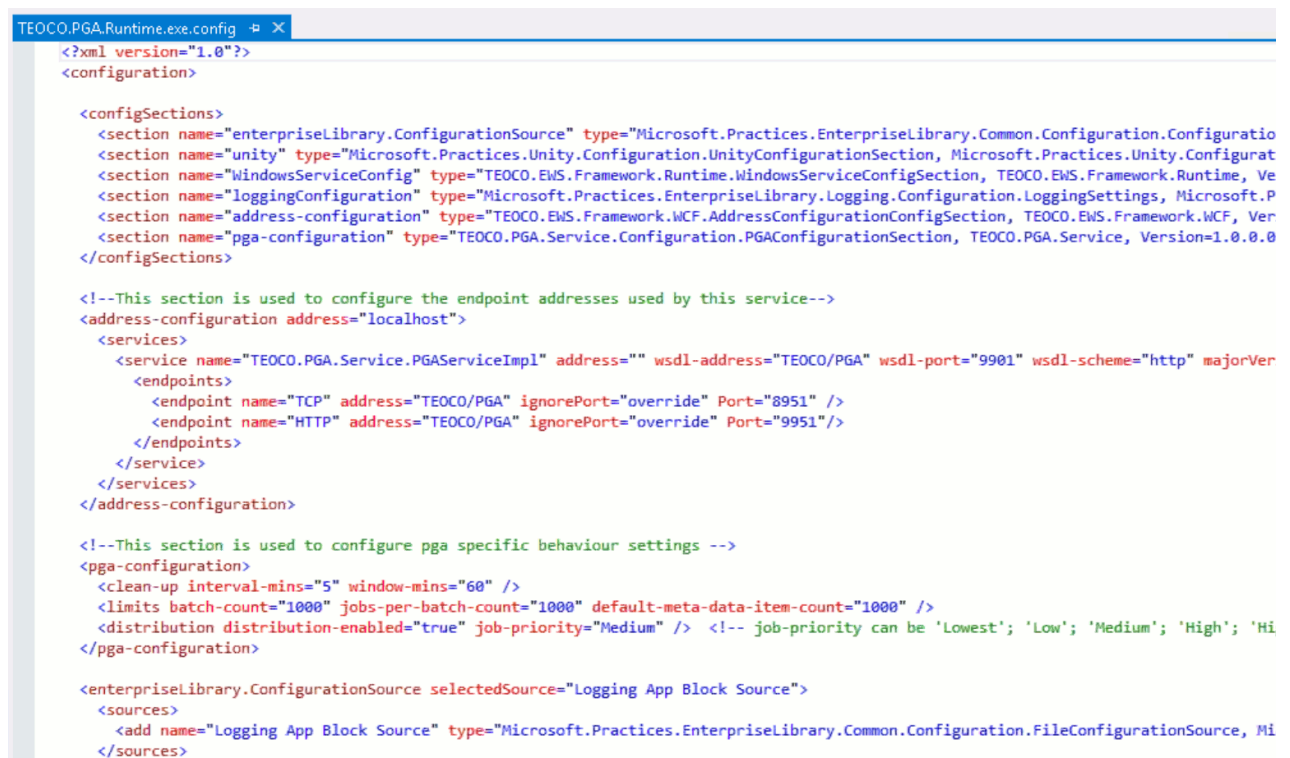 TEOCO.PGA.Runtime.exe.config
<?xml version="1.0"?>
<configuration>
<configSections>
<section name="enterpriseLibrary.ConfigurationSource" type="Microsoft.Practices.EnterpriseLibrary.Common.Configuration.Configuratio
<section name="unity" type="Microsoft.Practices.Unity.Configuration.UnityConfigurationSection, Microsoft.Practices.Unity.Configurat
<section name="WindowsServiceConfig" type="TEOCO.EWS.Framework.Runtime.WindowsServiceConfigSection, TEOCO.EWS.Framework.Runtime, Ve
<section name="loggingConfiguration" type="Microsoft.Practices.EnterpriseLibrary.Logging.Configuration.LoggingSettings, Microsoft.P
<section name="address-configuration" type="TEOCO.EWS.Framework.WCF.AddressConfigurationConfigSection, TEOCO.EWS.Framework.WCF, Ver
<section name="pga-configuration" type="TEOCO.PGA.Service.Configuration.PGAConfigurationSection, TEOCO.PGA.Service, Version=1.0.0.0
</configSections>
<!--This section is used to configure the endpoint addresses used by this service-->
<address-configuration address="localhost">
<services>
<service name="TEOCO.PGA.Service.PGAServiceImpl" address="" wsdl-address="TEOCO/PGA" wsdl-port="9901" wsdl-scheme="http" majorVer
<endpoints>
<endpoint name="TCP" address="TEOCO/PGA" ignorePort="override" Port="8951" />
<endpoint name="HTTP" address="TEOCO/PGA" ignorePort="override" Port="9951"/>
</endpoints>
</service>
</services>
</address-configuration>
<!--This section is used to configure pga specific behaviour settings -->
<pga-configuration>
<clean-up interval-mins="5" window-mins="60" />
<limits batch-count="1000" jobs-per-batch-count="1000" default-meta-data-item-count="1000" />
<distribution distribution-enabled="true" job-priority="Medium" /> <!-- job-priority can be 'Lowest'; 'Low'; 'Medium'; 'High'; 'Hi
</pga-configuration>
<enterpriseLibrary.ConfigurationSource selectedSource="Logging App Block Source">
<sources>
<add name="Logging App Block Source" type="Microsoft.Practices.EnterpriseLibrary.Common.Configuration.FileConfigurationSource, Mi
</sources>